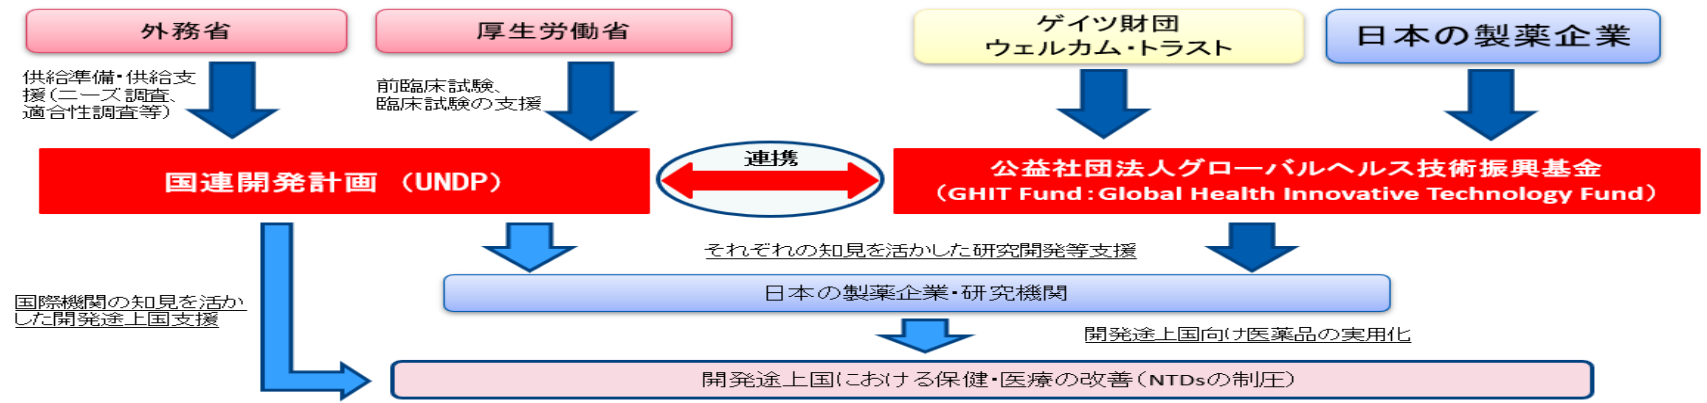 外務省
厚生労働省
ゲイツ財団
ウェルカム・トラスト
日本の製薬企業
供給準備・供給支
援(ニーズ調査、
適合性調査等)
前臨床試験、
臨床試験の支援
国連開発計画 (UNDP)
連携
公益社団法人グローバルヘルス技術振興基金
(GHIT Fund:Global Health Innovative Technology Fund)
それぞれの知見を活かした研究開発等支援
国際機関の知見を活か
した開発途上国支援
日本の製薬企業・研究機関
開発途上国向け医薬品の実用化
開発途上国における保健・医療の改善(NTDsの制圧)